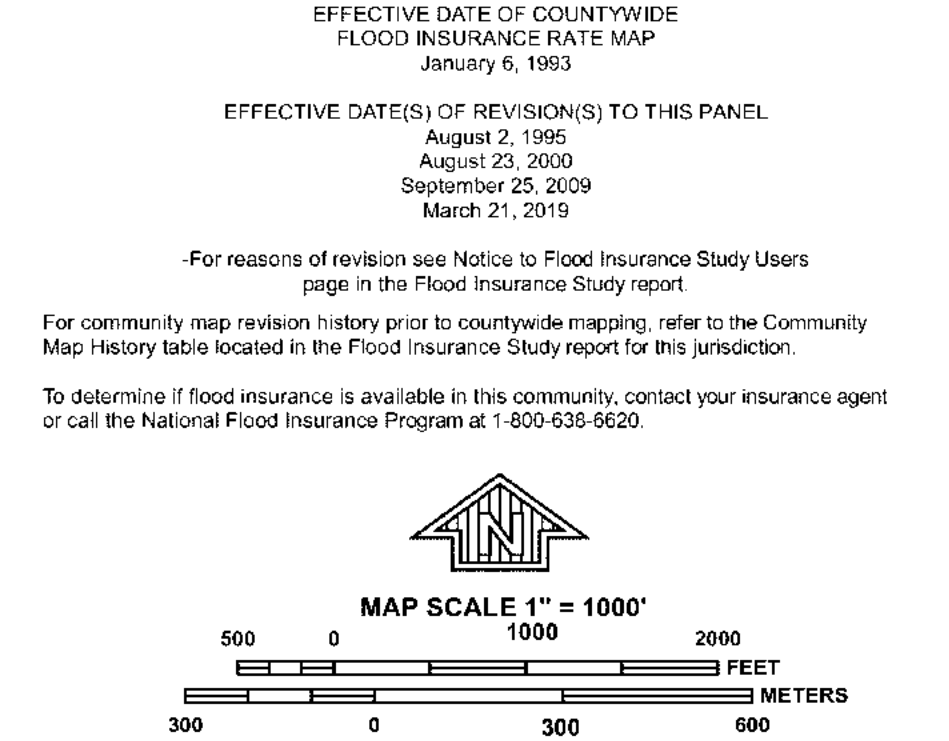 EFFECTIVE DATE OF COUNTYWIDE
FLOOD INSURANCE RATE MAP
January 6, 1993
EFFECTIVE DATE(S) OF REVISION(S) TO THIS PANEL
August 2, 1995
August 23, 2000
September 25, 2009
March 21, 2019
-For reasons of revision see Notice to Flood Insurance Study Users
page in the Flood Insurance Study report.
For community map revision history prior to countywide mapping, refer to the Community
Map History table located in the Flood Insurance Study report for this jurisdiction.
To determine if flood insurance is available in this community, contact your insurance agent
or call the National Flood Insurance Program at 1-800-638-6620.
N
MAP SCALE 1" = 1000'
500 0 1000 2000
FEET
METERS
300 0 300 600